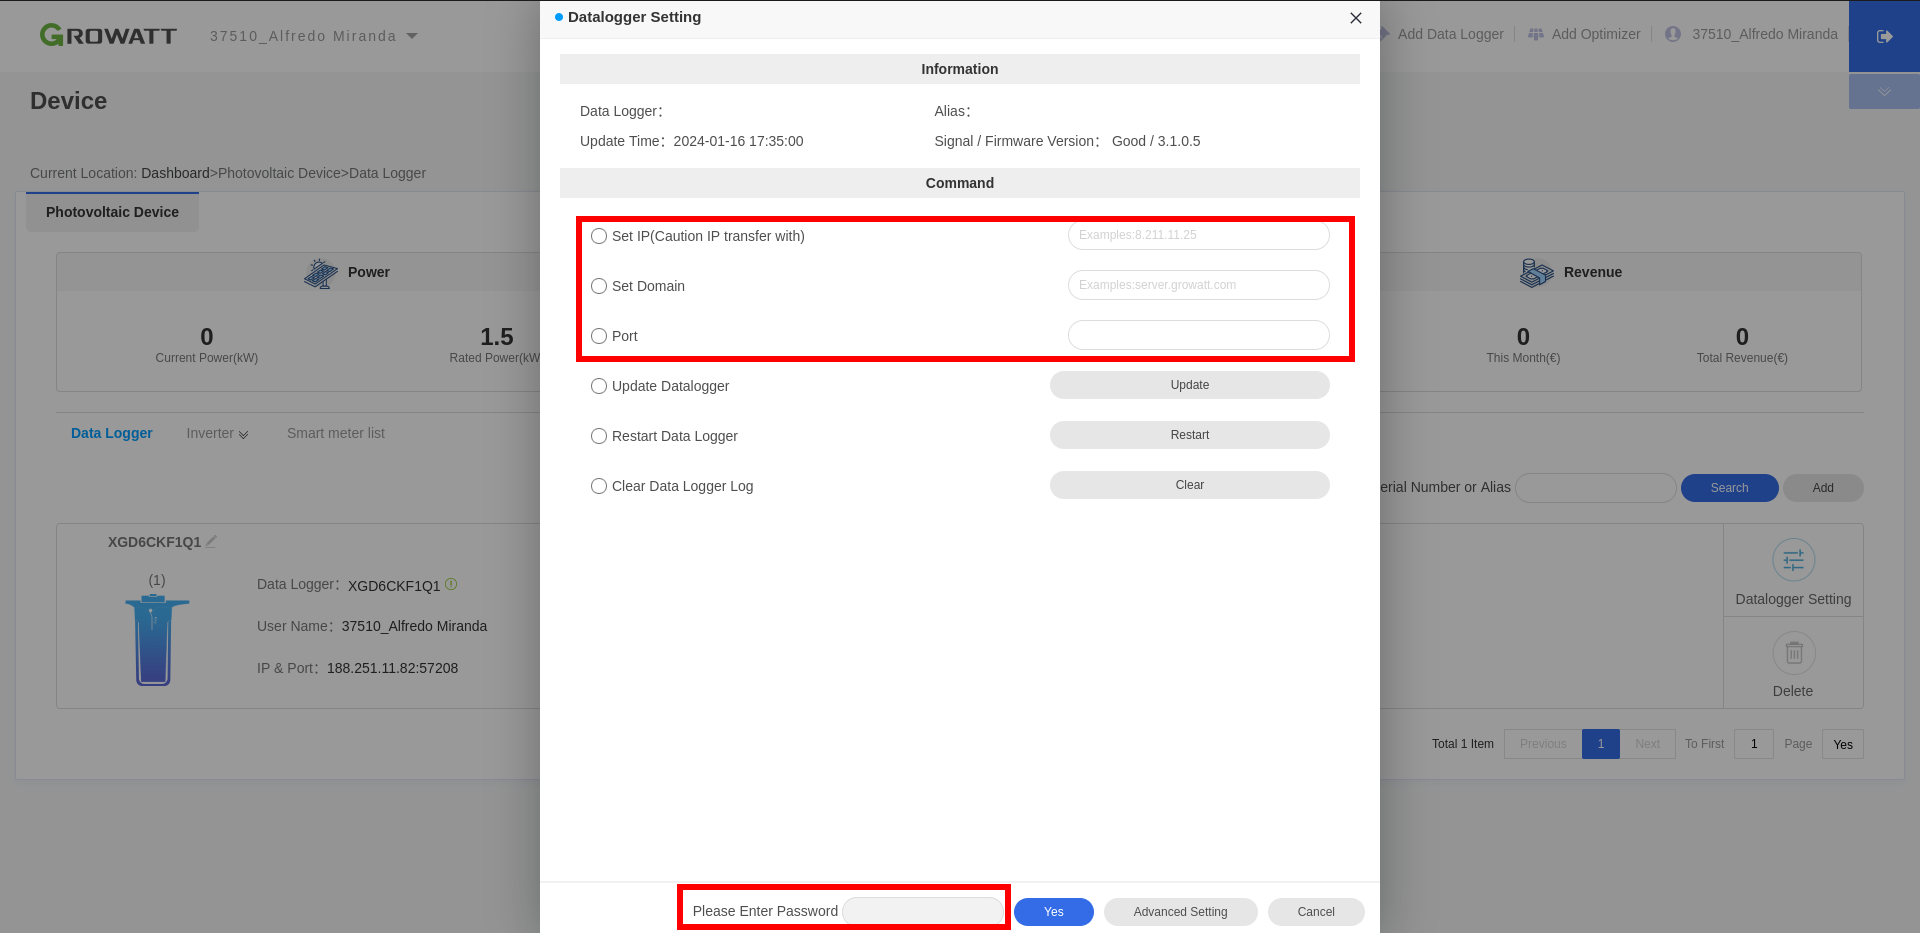 Datalogger Setting
GROWATT
37510_Alfredo Miranda
Add Data Logger
Add Optimizer
37510_Alfredo Miranda
Device
Information
Data Logger:
Alias:
Update Time: 2024-01-16 17:35:00
Signal / Firmware Version: Good / 3.1.0.5
Current Location: Dashboard>Photovoltaic Device>Data Logger
Command
Photovoltaic Device
Set IP(Caution IP transfer with)
Examples:8.211.11.25
Set Domain
Examples:server.growatt.com
Port
Power
Revenue
0
1.5
0
0
Current Power(kW)
Rated Power(kW
This Month(€)
Total Revenue(€)
Update Datalogger
Update
Restart Data Logger
Restart
Clear Data Logger Log
Clear
Data Logger
Inverter
Smart meter list
erial Number or Alias
Search
Add
XGD6CKF1Q1
(1)
Data Logger: XGD6CKF1Q1
User Name: 37510_Alfredo Miranda
IP & Port: 188.251.11.82:57208
Datalogger Setting
Delete
Total 1 Item
Previous
1
Next
To First
1
Page
Yes
Please Enter Password
Yes
Advanced Setting
Cancel